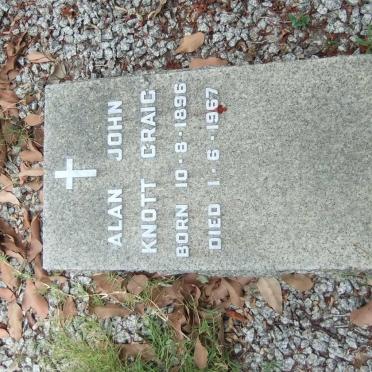 ALAN JOHN
KNOTT CRAIG
BORN 10·8·1896
DIED 1·6·1967